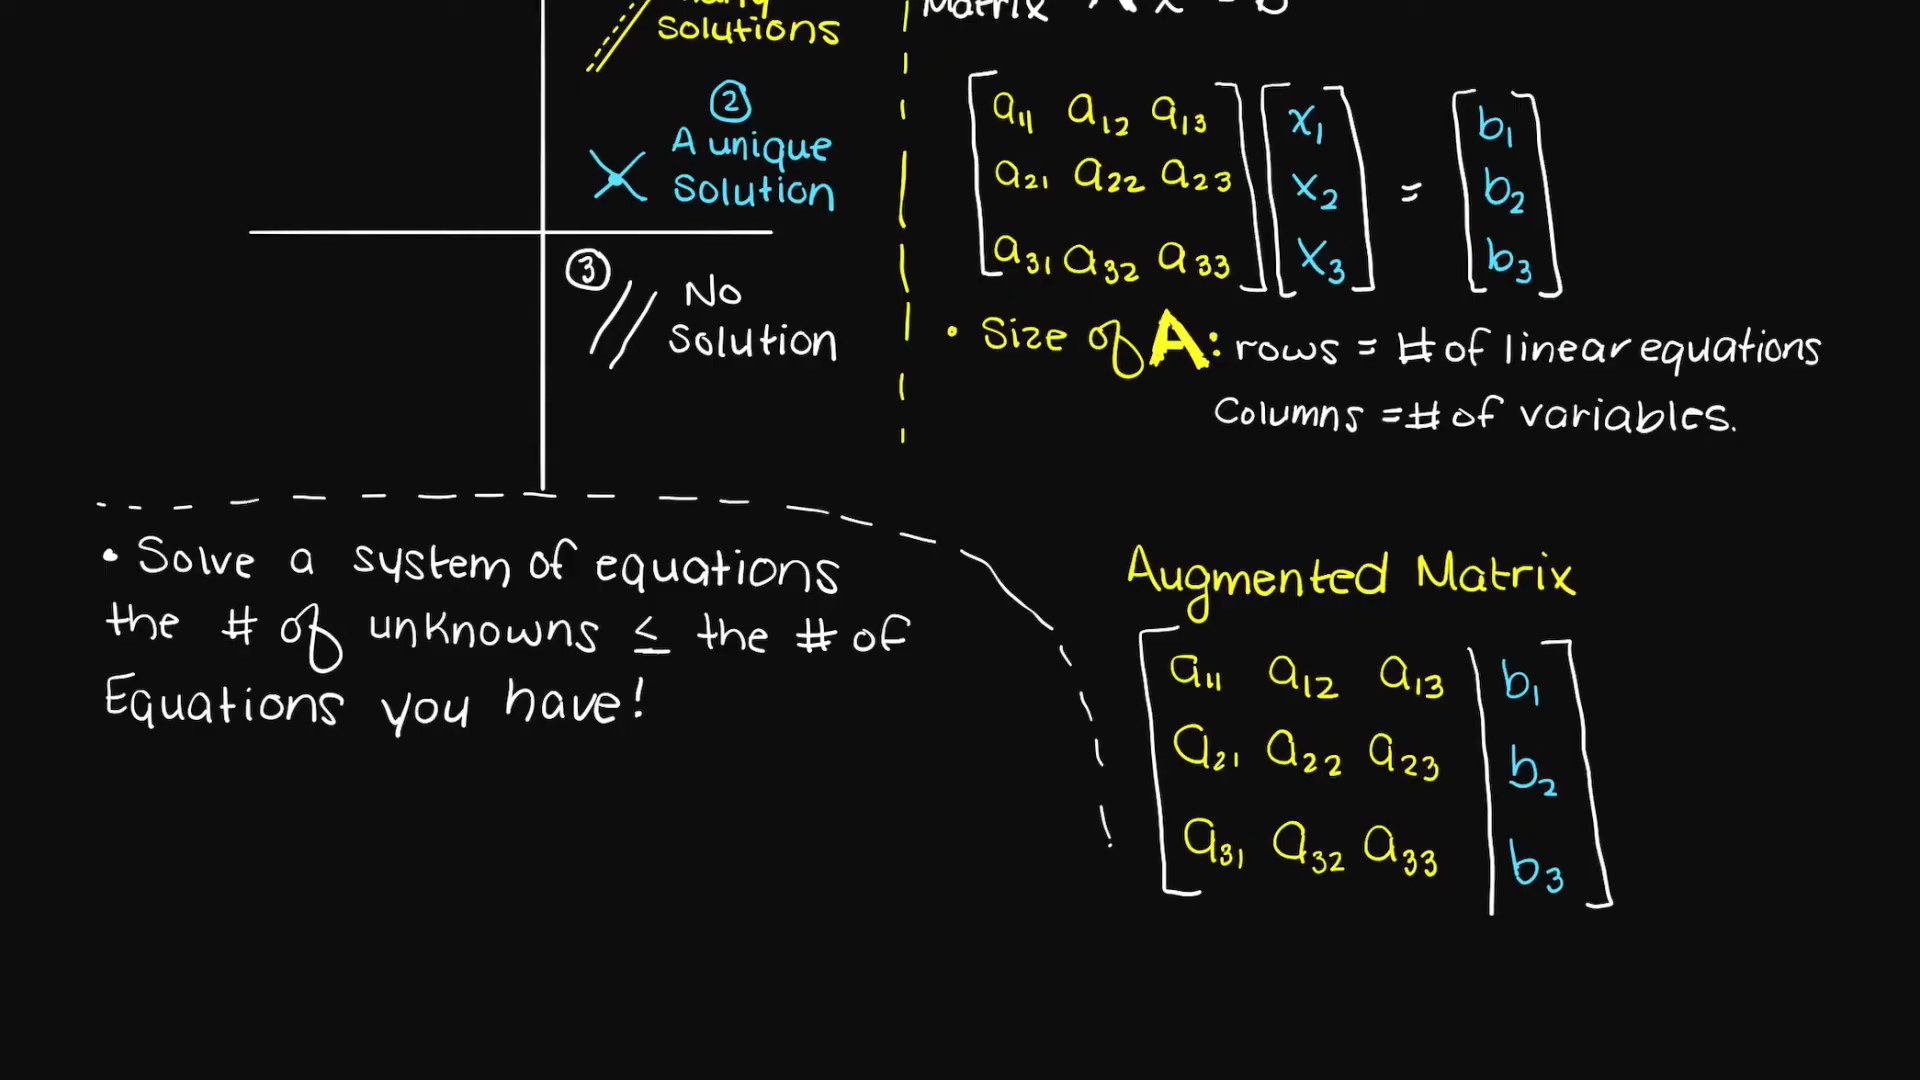 Solutions
②
A unique
Solution
③
No
Solution
Matrix
a11 a12 a13
a21 a22 a23
a31 a32 a33
x1
x2
x3
=
b1
b2
b3
• Size of A: rows = # of linear equations
Columns = # of variables.
• Solve a system of equations
the # of unknowns ≤ the # of
Equations you have!
Augmented Matrix
a11 a12 a13 b1
a21 a22 a23 b2
a31 a32 a33 b3